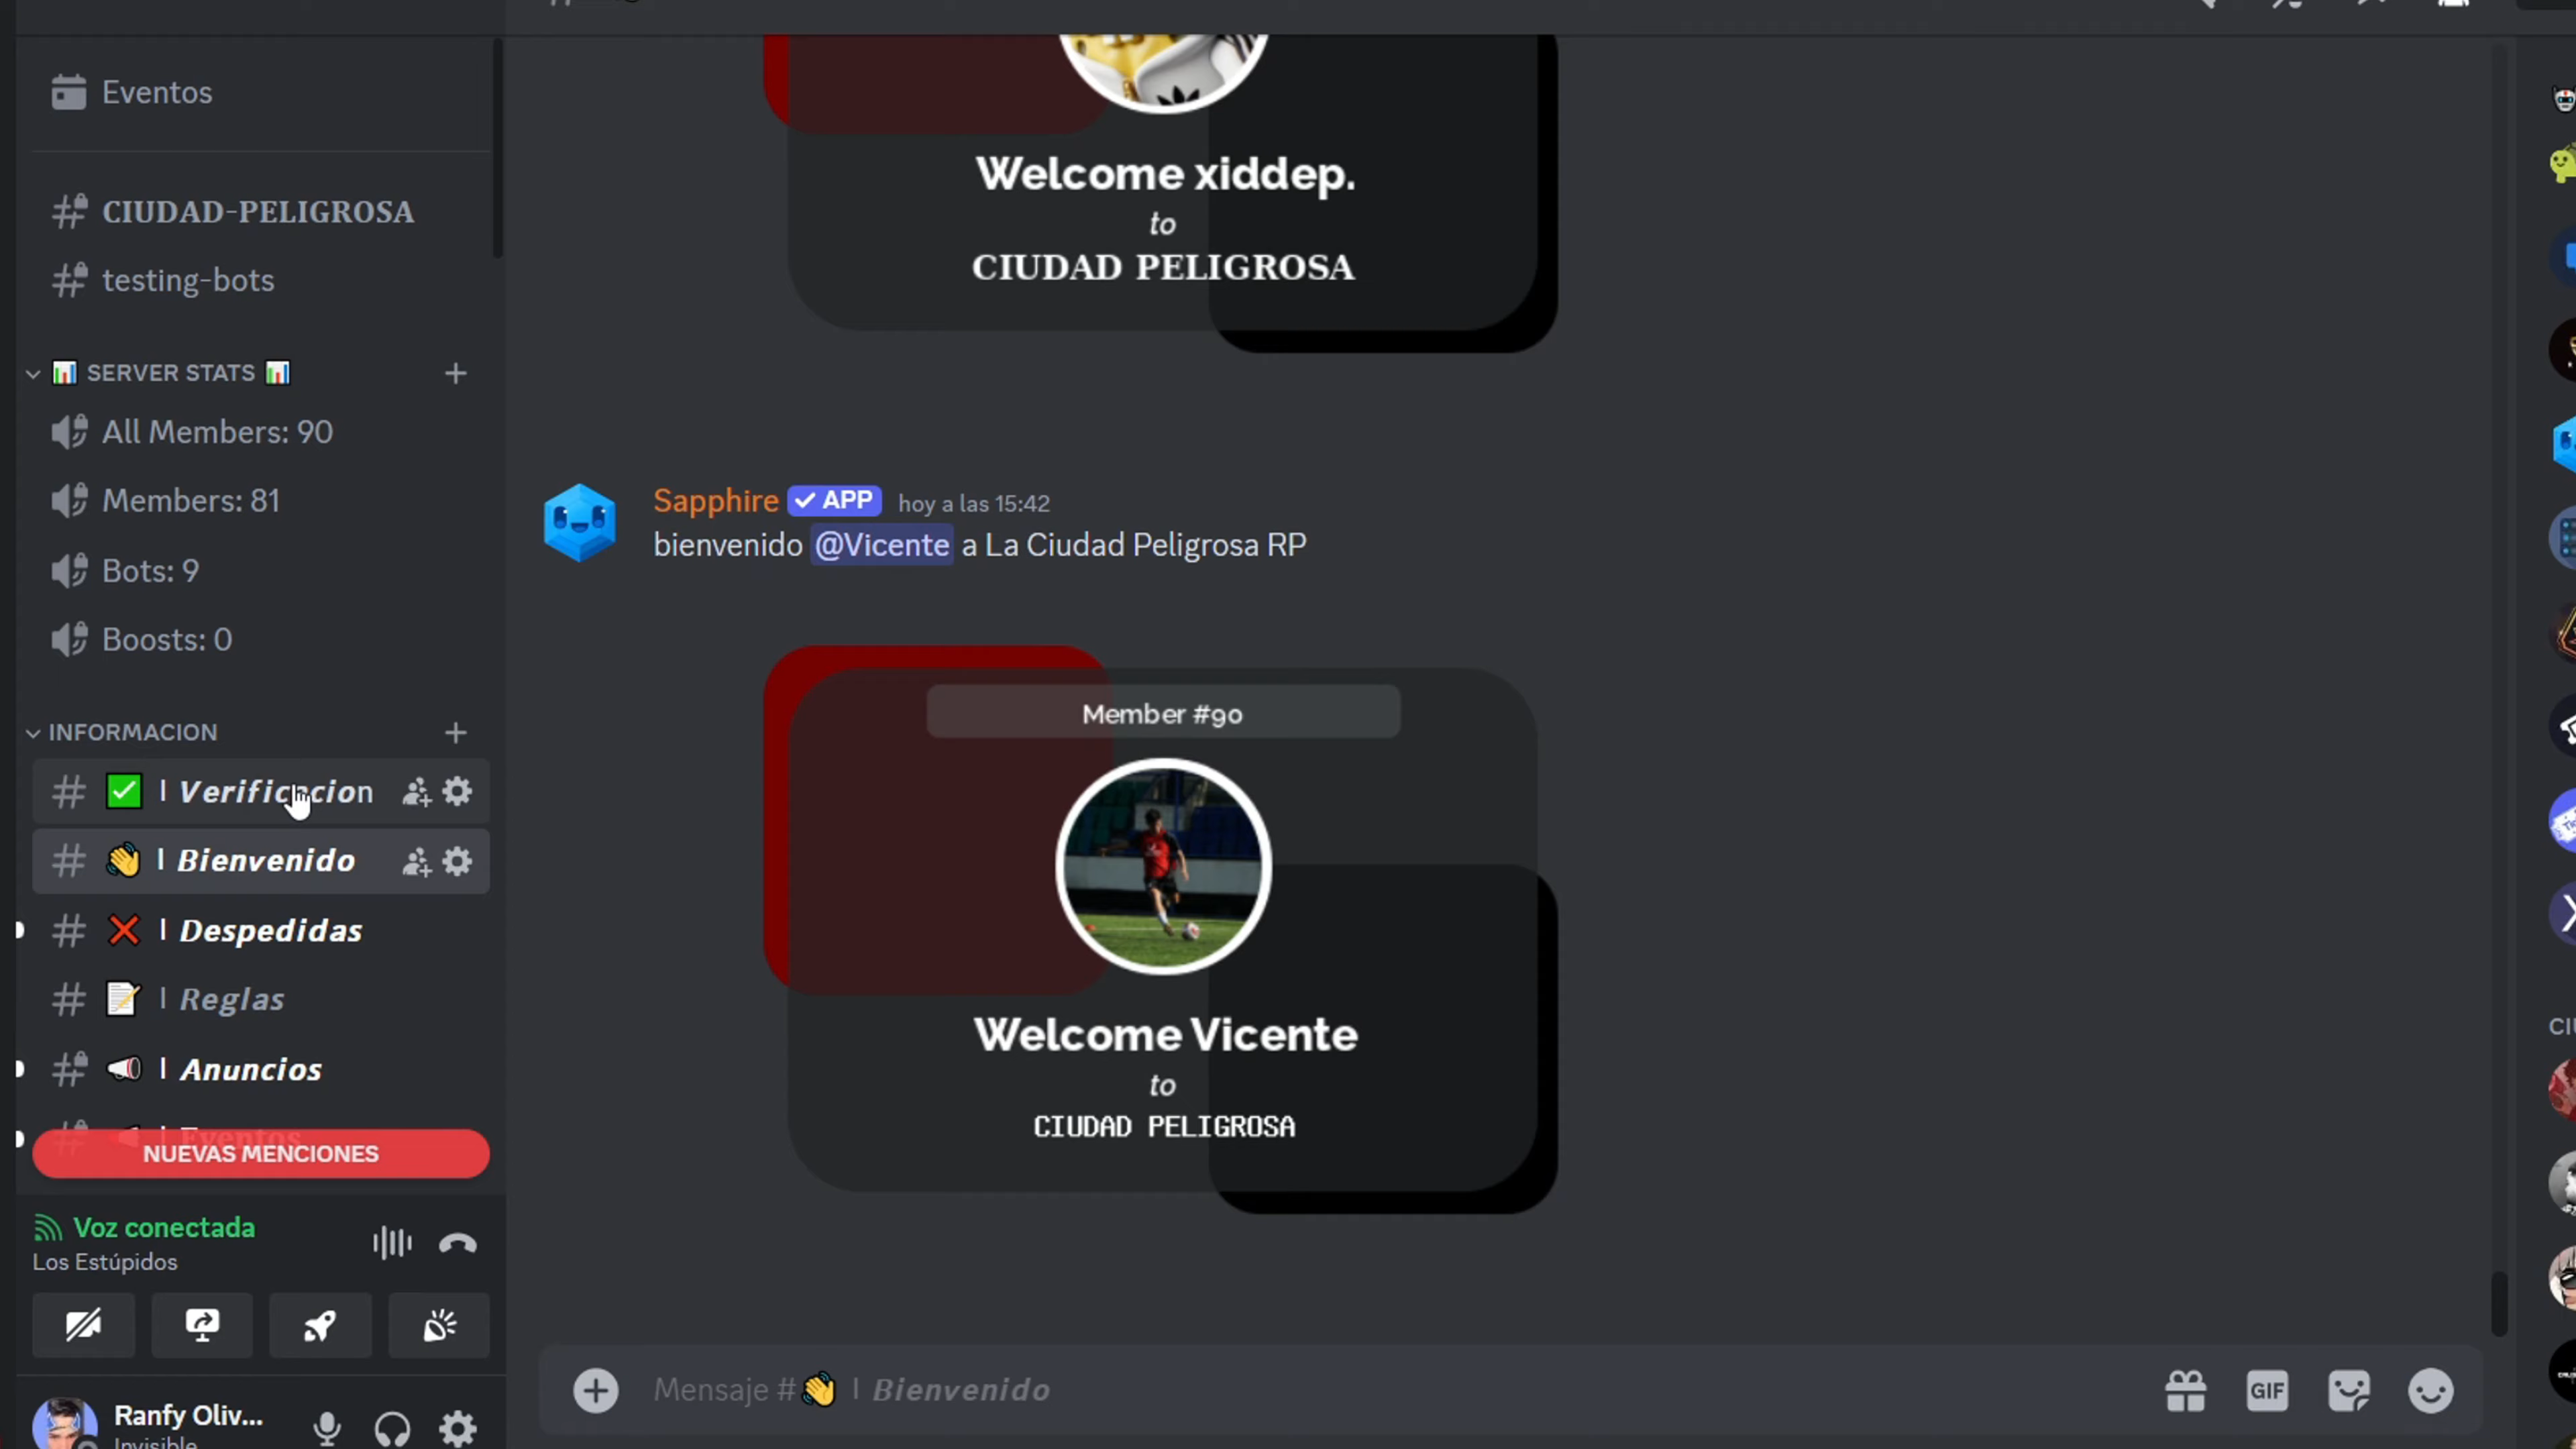 Eventos
CIUDAD-PELIGROSA
testing-bots
SERVER STATS
All Members: 90
Members: 81
Bots: 9
Boosts: 0
INFORMACION
| Verificacion
| Bienvenido
| Despedidas
| Reglas
| Anuncios
| Eventos
NUEVAS MENCIONES
Voz conectada
Los Estúpidos
Ranfy Oliv...
Invisible
Welcome xiddep.
to
CIUDAD PELIGROSA
Sapphire ✓ APP hoy a las 15:42
bienvenido @Vicente a La Ciudad Peligrosa RP
Member #90
Welcome Vicente
to
CIUDAD PELIGROSA
Mensaje #👋 | Bienvenido
GIF